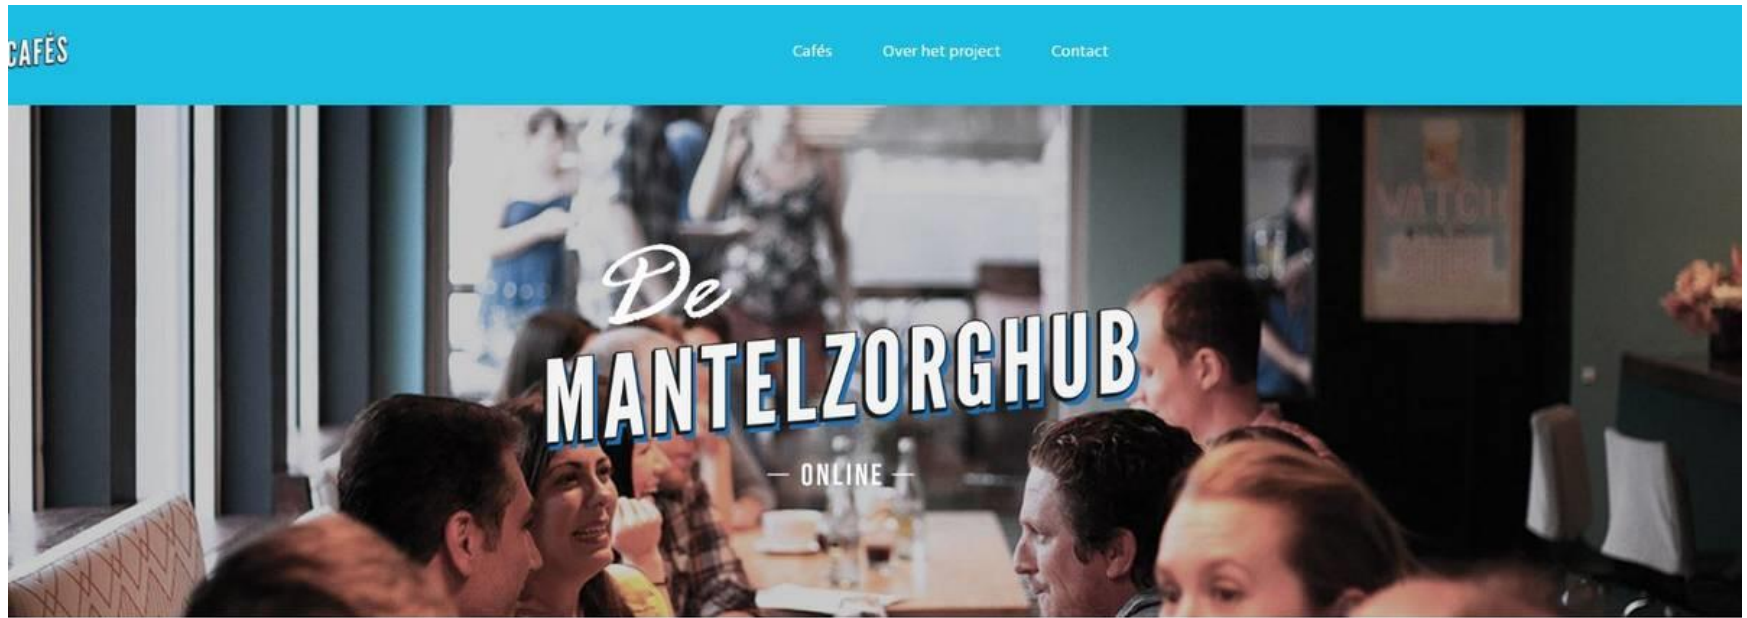 CAFÉS
Cafés Over het project Contact
De
MANTELZORGHUB
— ONLINE —